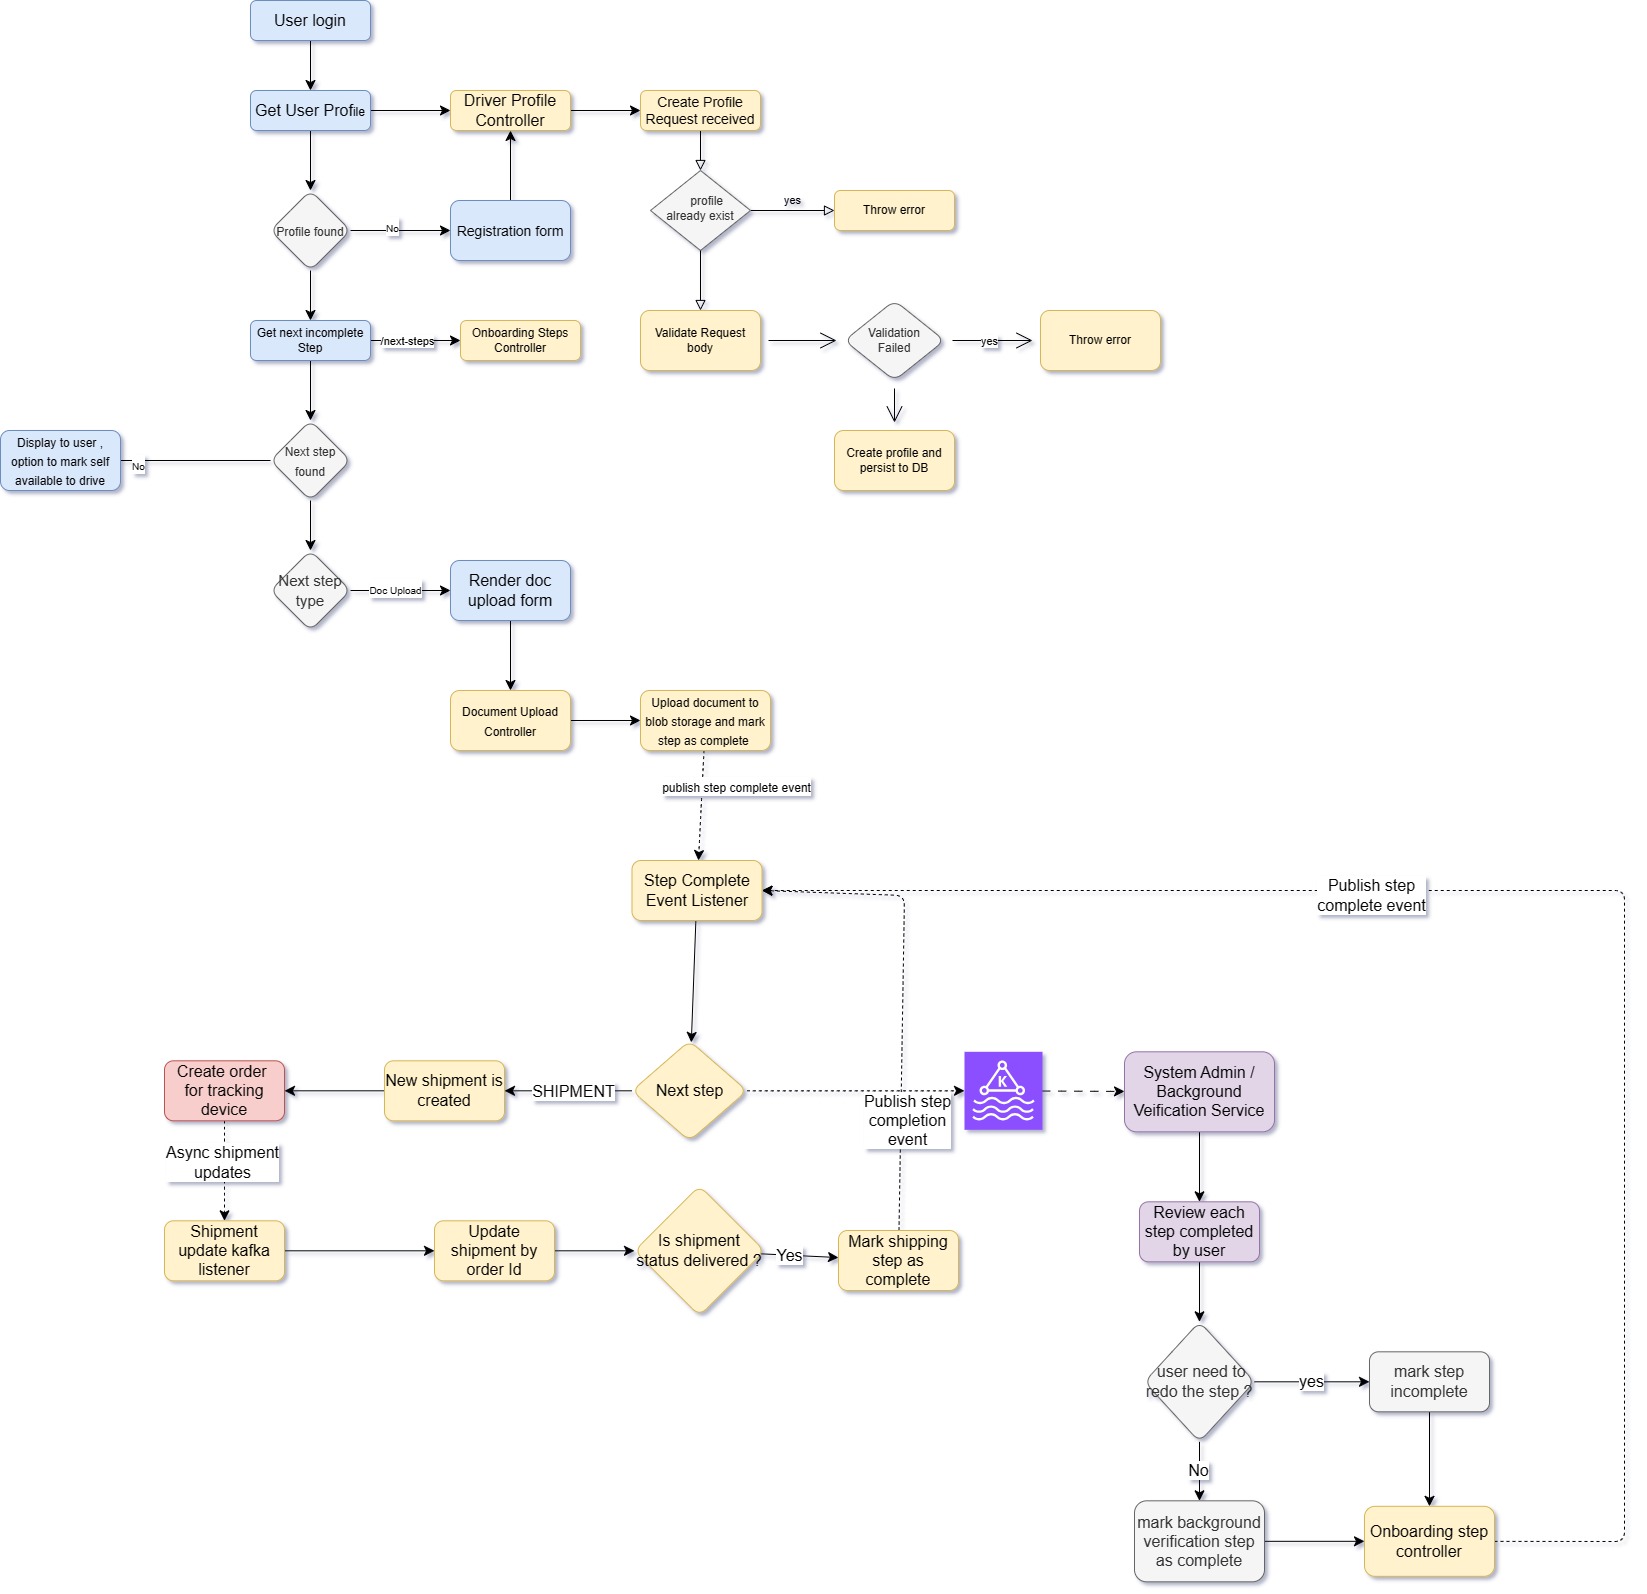 User login
Get User Profile
Driver Profile
Controller
Create Profile
Request received
profile
already exist
yes
Throw error
Profile found
No
Registration form
Get next incomplete
Step
/next-steps
Onboarding Steps
Controller
Validate Request
body
Validation
Failed
yes
Throw error
Display to user ,
option to mark self
available to drive
No
Next step
found
Create profile and
persist to DB
Next step
type
Doc Upload
Render doc
upload form
Document Upload
Controller
Upload document to
blob storage and mark
step as complete
publish step complete event
Step Complete
Event Listener
Publish step
complete event
Create order
for tracking
device
New shipment is
created
SHIPMENT
Next step
Publish step
completion
event
K
System Admin /
Background
Veification Service
Async shipment
updates
Shipment
update kafka
listener
Update
shipment by
order Id
Is shipment
status delivered ?
Yes
Mark shipping
step as
complete
Review each
step completed
by user
user need to
redo the step ?
yes
mark step
incomplete
No
mark background
verification step
as complete
Onboarding step
controller